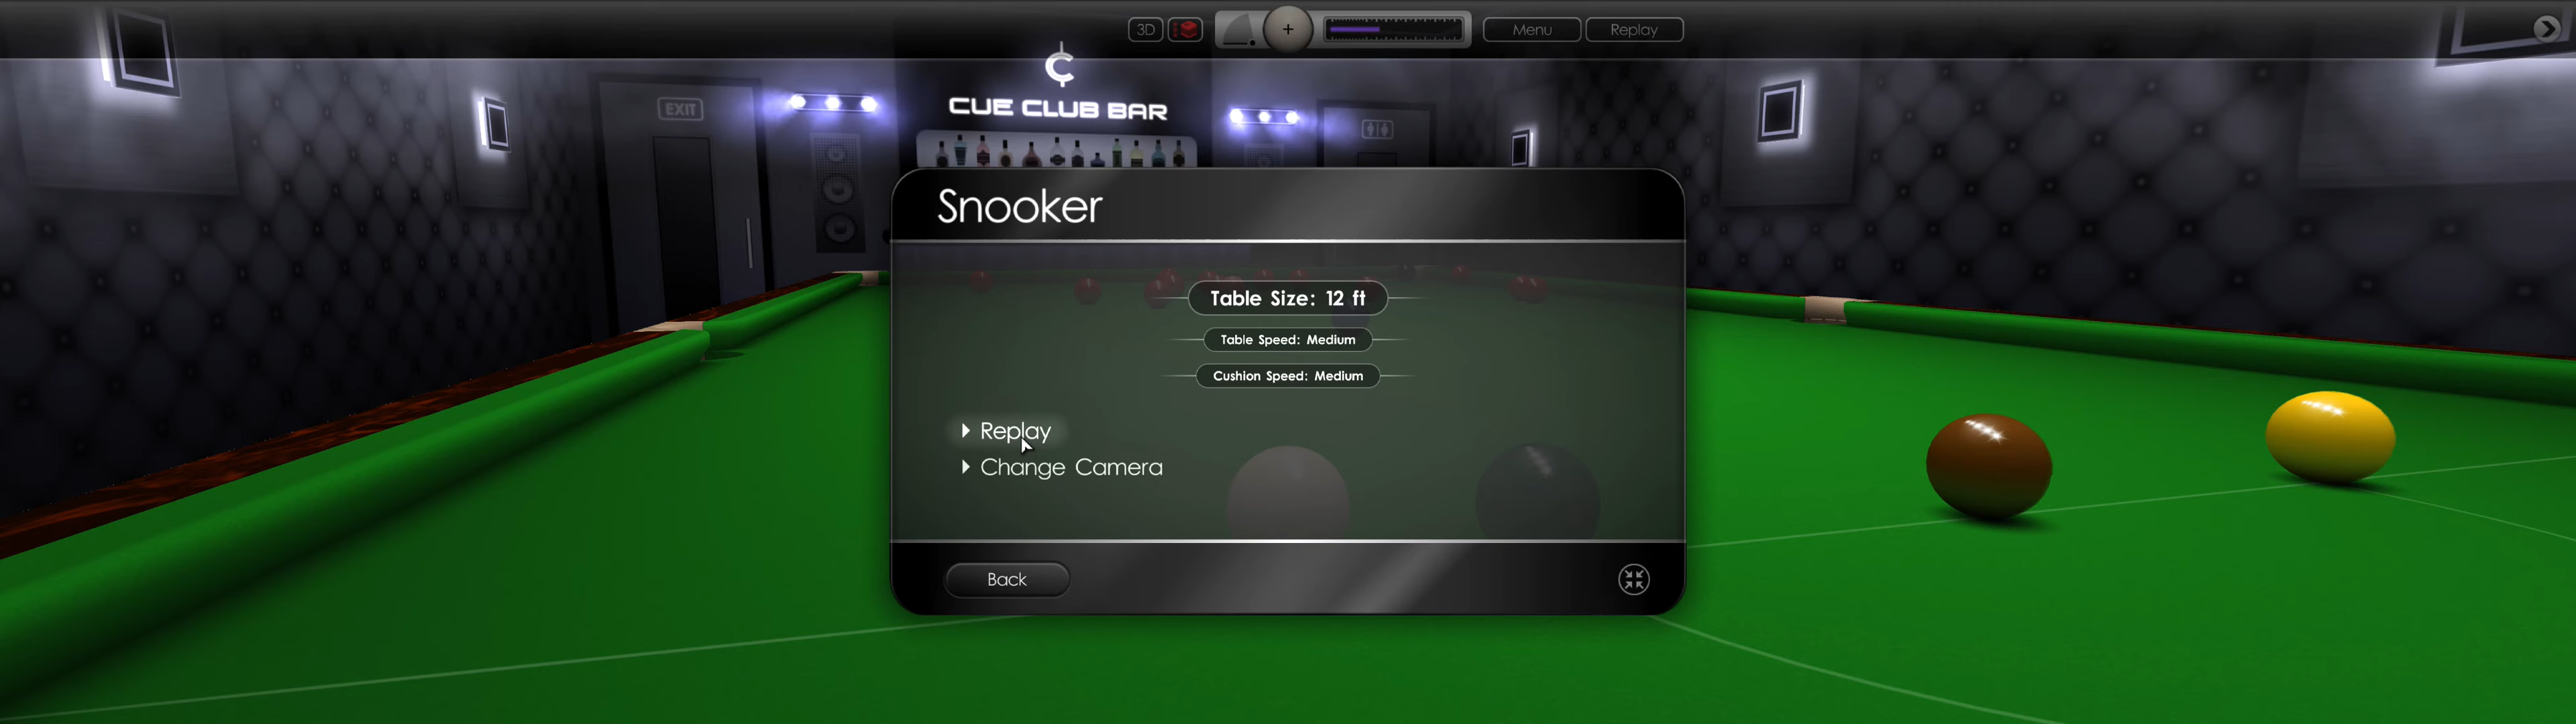 3D
Menu
Replay
EXIT
CUE CLUB BAR
Snooker
Table Size: 12 ft
Table Speed: Medium
Cushion Speed: Medium
Replay
Change Camera
Back